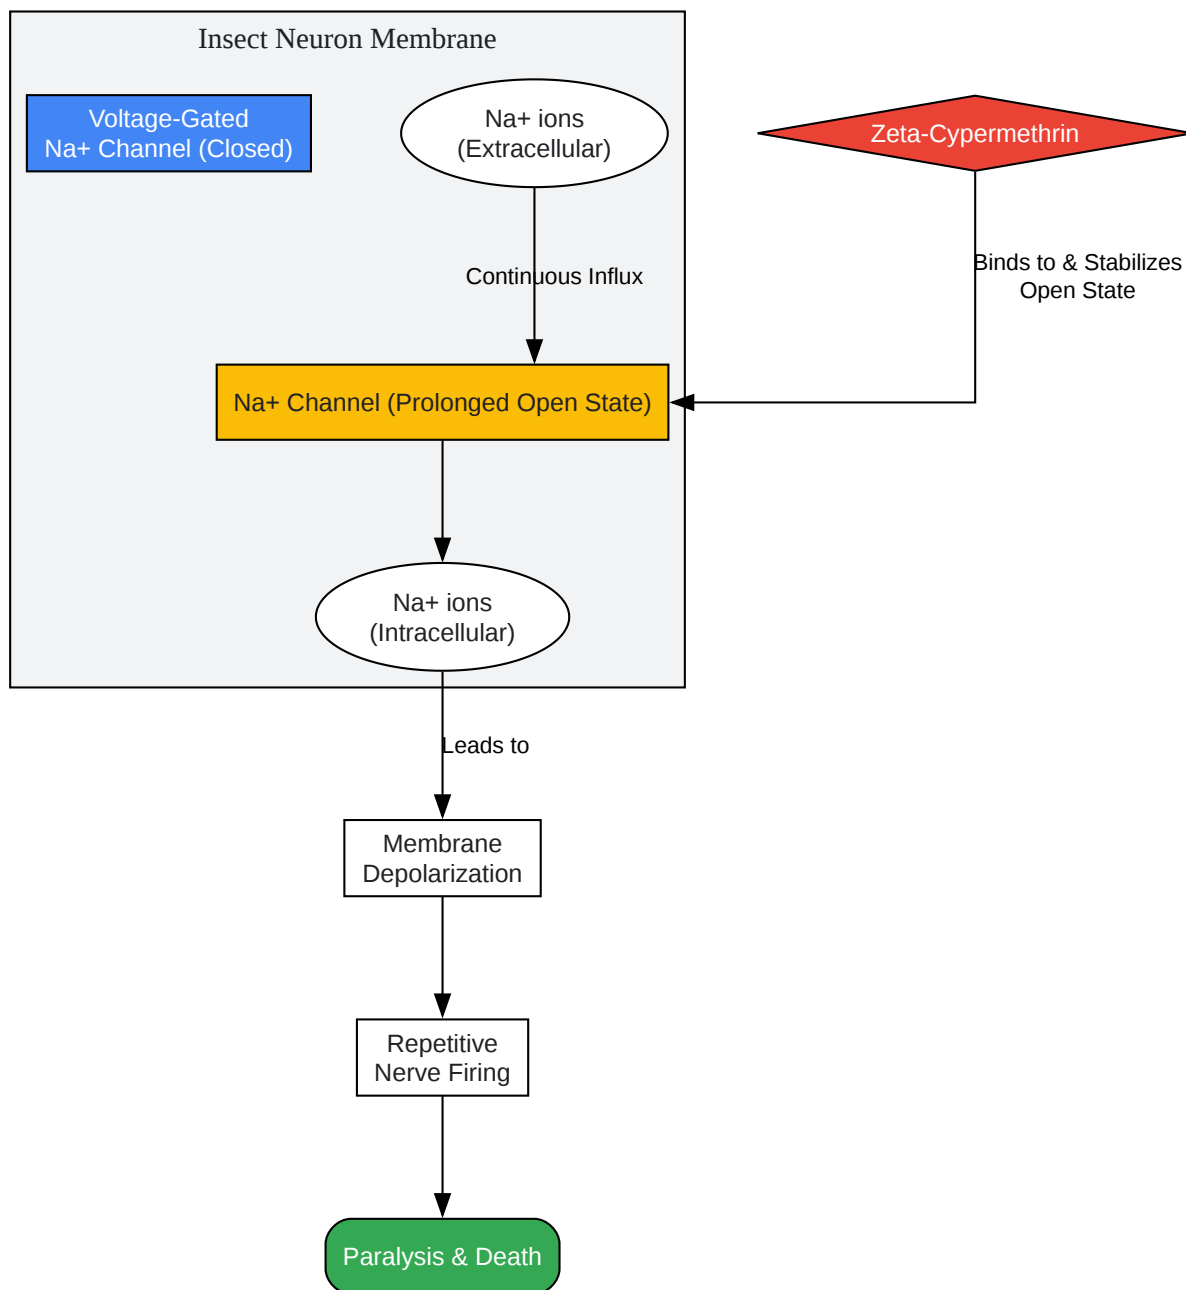 Insect Neuron Membrane
Voltage-Gated
Na+ Channel (Closed)
Na+ ions
(Extracellular)
Zeta-Cypermethrin
Continuous Influx
Binds to & Stabilizes
Open State
Na+ Channel (Prolonged Open State)
Na+ ions
(Intracellular)
Leads to
Membrane
Depolarization
Repetitive
Nerve Firing
Paralysis & Death